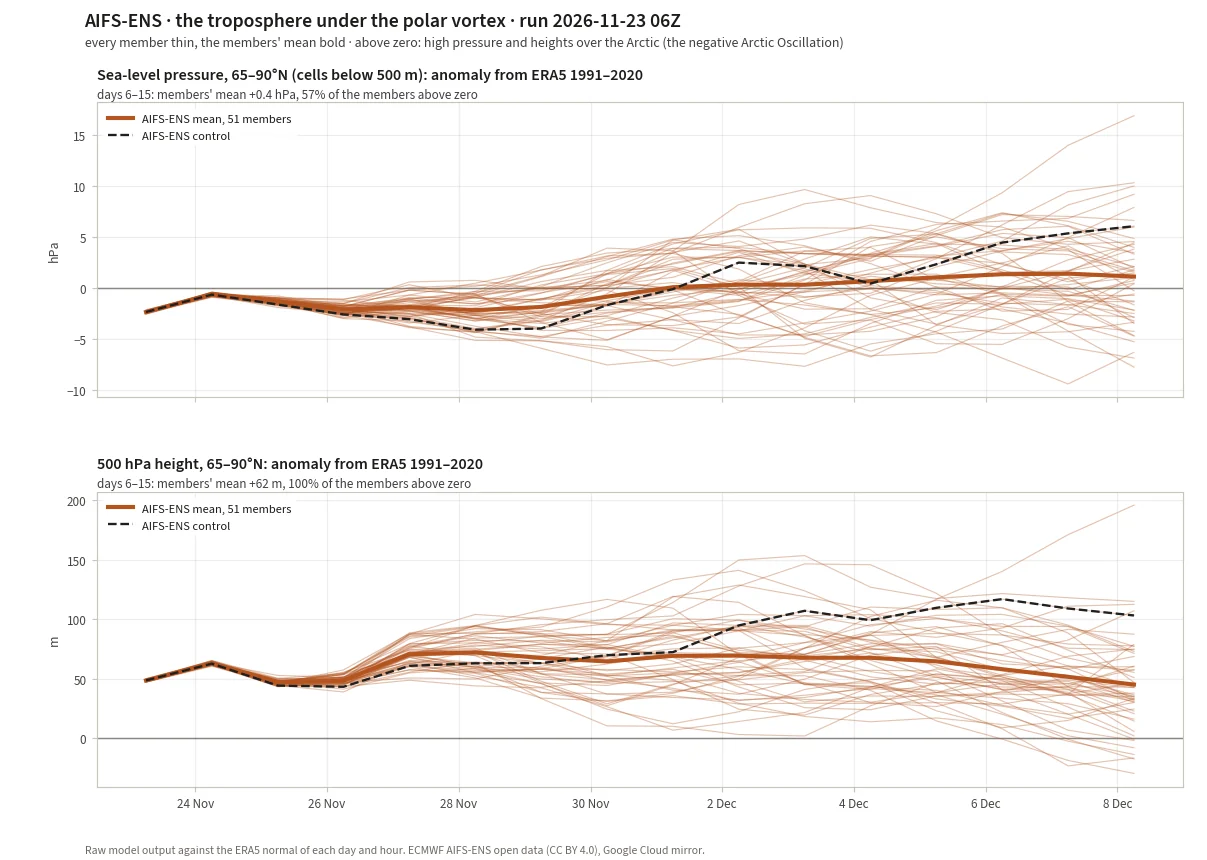 AIFS-ENS · the troposphere under the polar vortex · run 2026-11-23 06Z
every member thin, the members' mean bold · above zero: high pressure and heights over the Arctic (the negative Arctic Oscillation)
Sea-level pressure, 65–90°N (cells below 500 m): anomaly from ERA5 1991–2020
days 6–15: members' mean +0.4 hPa, 57% of the members above zero
AIFS-ENS mean, 51 members
AIFS-ENS control
15
10
5
0
−5
−10
hPa
500 hPa height, 65–90°N: anomaly from ERA5 1991–2020
days 6–15: members' mean +62 m, 100% of the members above zero
AIFS-ENS mean, 51 members
AIFS-ENS control
200
150
100
50
0
m
24 Nov 26 Nov 28 Nov 30 Nov 2 Dec 4 Dec 6 Dec 8 Dec
Raw model output against the ERA5 normal of each day and hour. ECMWF AIFS-ENS open data (CC BY 4.0), Google Cloud mirror.